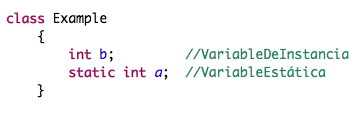 class Example
{
int b; //VariableDeInstancia
static int a; //VariableEstática
}